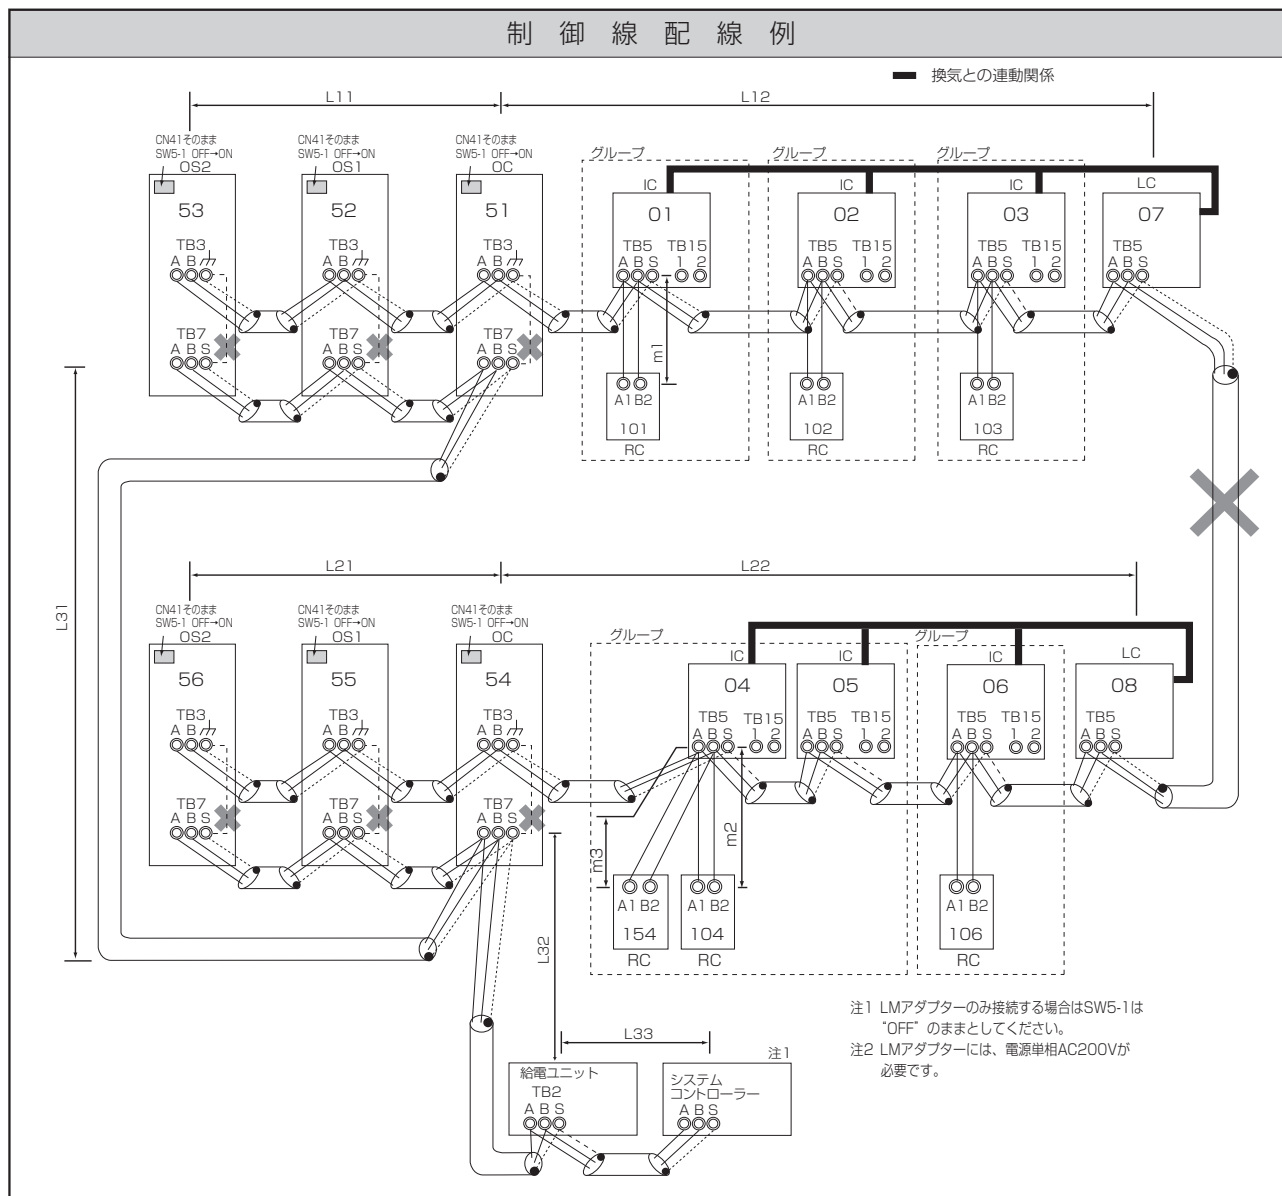 制御線配線例
換気との連動関係
L11
L12
CN41そのまま
SW5-1 OFF→ON
OS2
53
TB3
A B
TB7
A B S
CN41そのまま
SW5-1 OFF→ON
OS1
52
TB3
A B
TB7
A B S
CN41そのまま
SW5-1 OFF→ON
OC
51
TB3
A B
TB7
A B S
グループ
IC
01
TB5 TB15
A B S 1 2
m1
A1 B2
101
RC
グループ
IC
02
TB5 TB15
A B S 1 2
A1 B2
102
RC
グループ
IC
03
TB5 TB15
A B S 1 2
A1 B2
103
RC
LC
07
TB5
A B S
L31
L21
L22
CN41そのまま
SW5-1 OFF→ON
OS2
56
TB3
A B
TB7
A B S
CN41そのまま
SW5-1 OFF→ON
OS1
55
TB3
A B
TB7
A B S
CN41そのまま
SW5-1 OFF→ON
OC
54
TB3
A B
TB7
A B S
グループ
IC
04
TB5 TB15
A B S 1 2
IC
05
TB5 TB15
A B S 1 2
m3
m2
A1 B2
154
RC
A1 B2
104
RC
グループ
IC
06
TB5 TB15
A B S 1 2
A1 B2
106
RC
LC
08
TB5
A B S
L32
L33
注1 LMアダプターのみ接続する場合はSW5-1は
“OFF”のままとしてください。
注2 LMアダプターには、電源単相AC200Vが
必要です。
給電ユニット
TB2
A B S
注1
システム
コントローラー
A B S